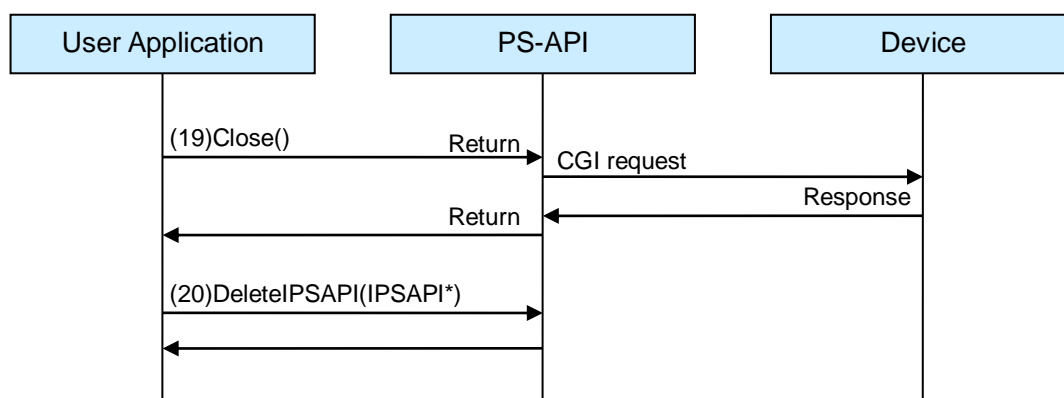 User Application PS-API Device
(19)Close() Return
CGI request
Response
Return
(20)DeleteIPSAPI(IPSAPI*)